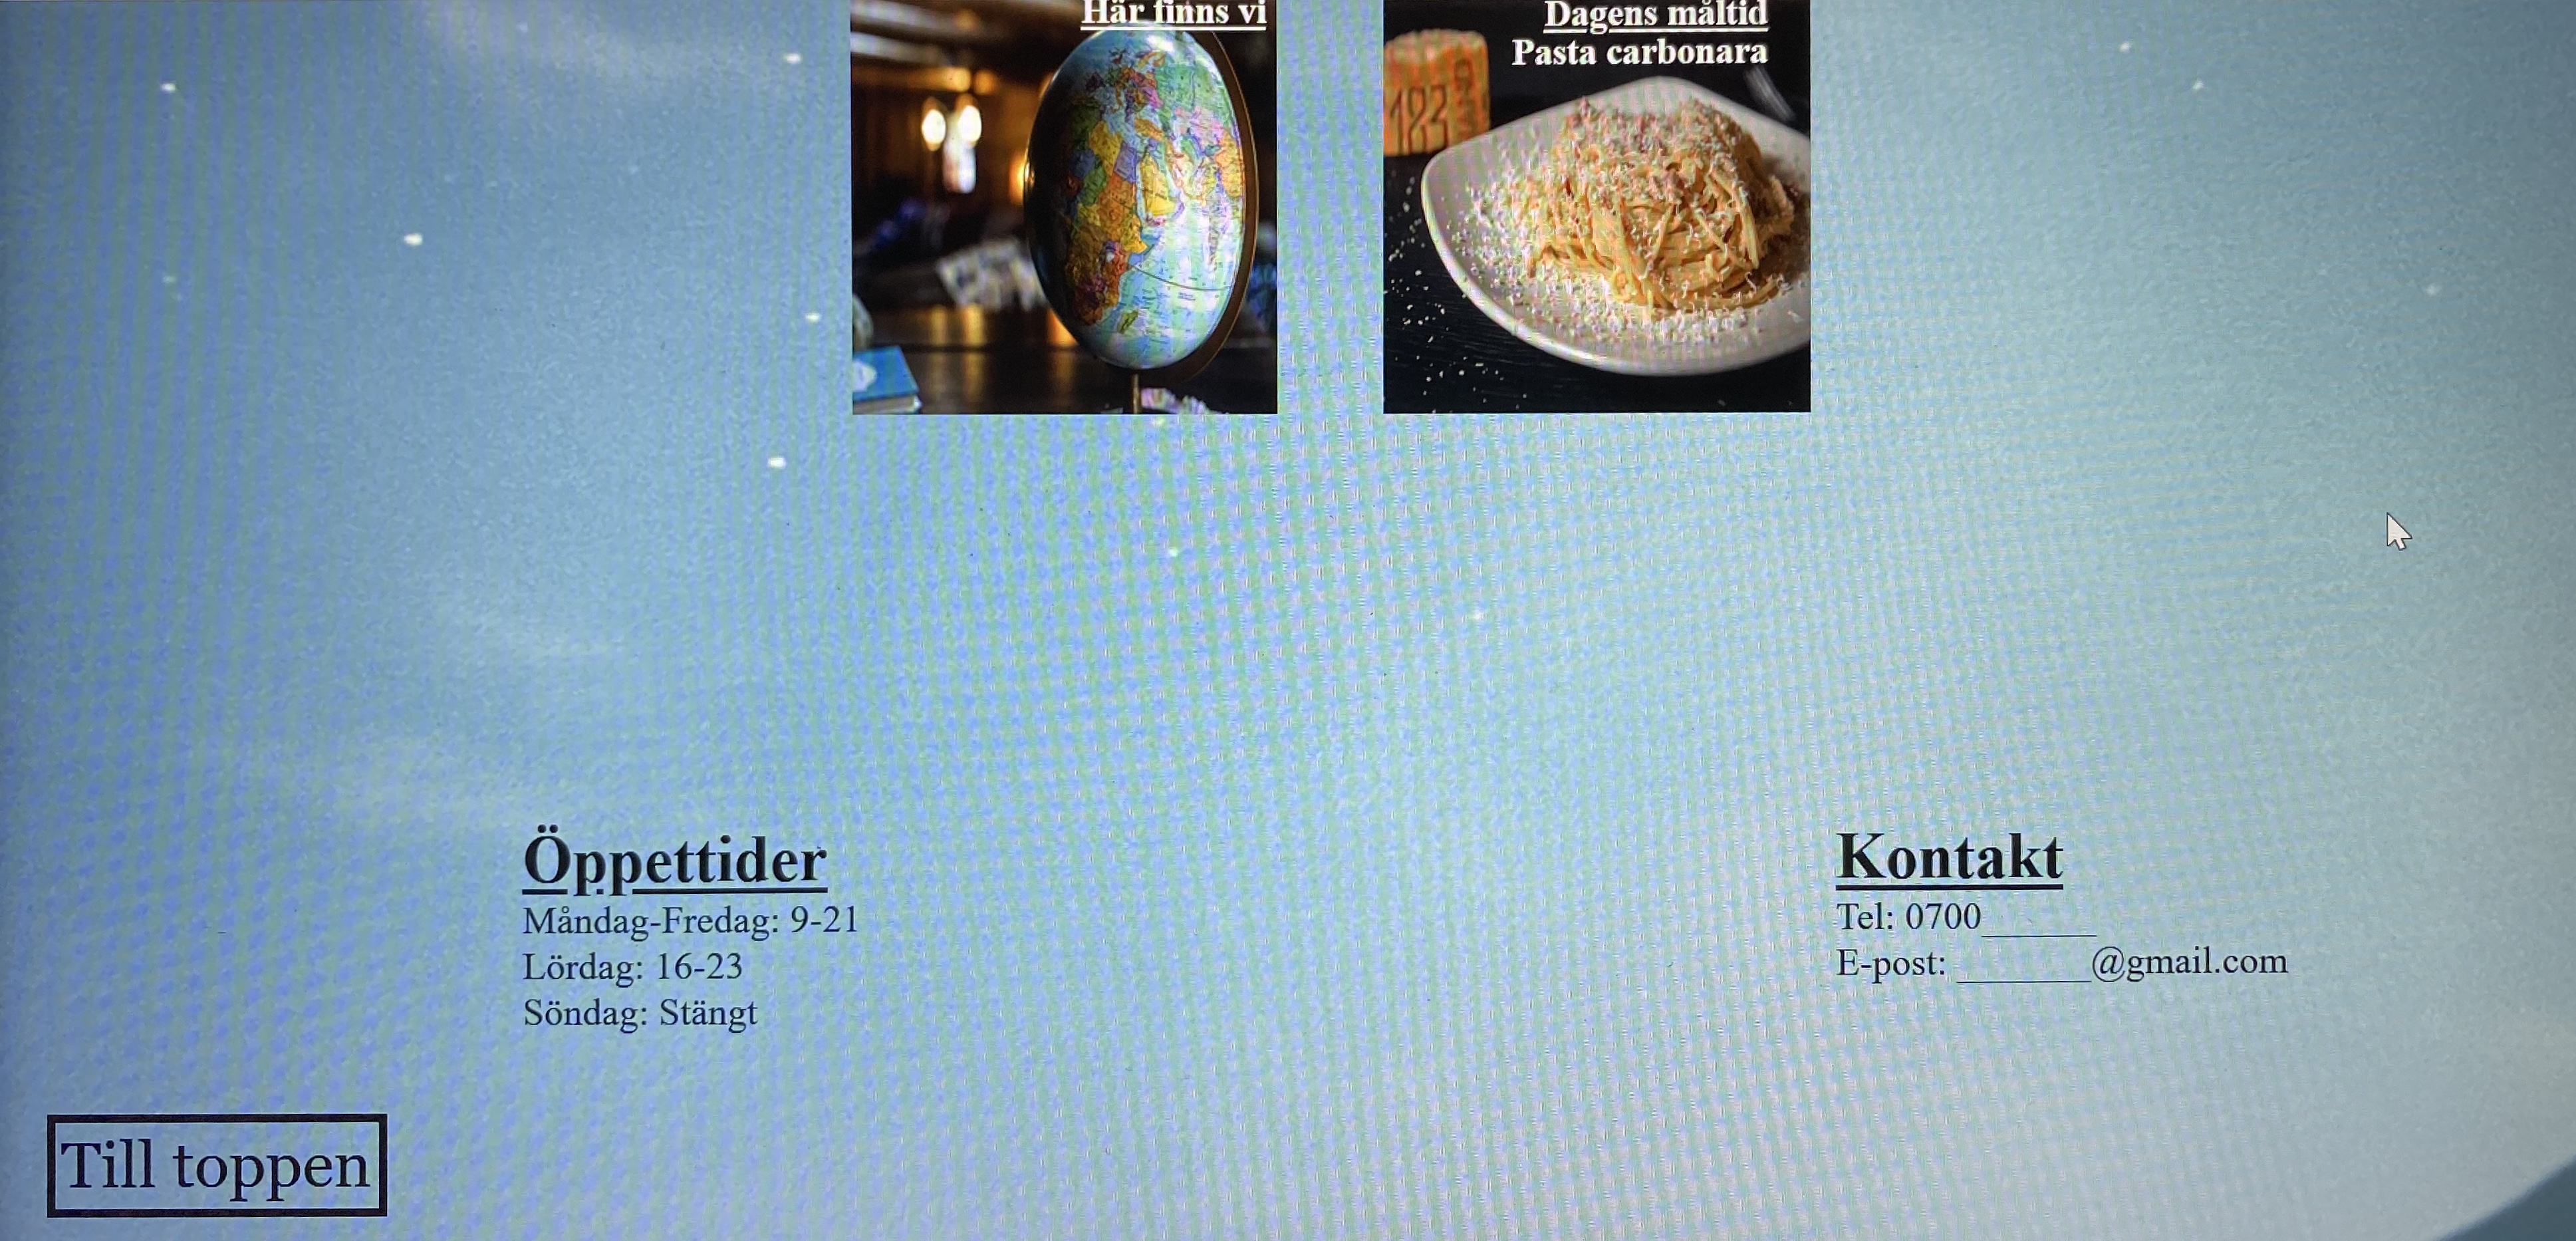 Här finns vi
Dagens måltid
Pasta carbonara
183
Öppettider
Måndag-Fredag: 9-21
Lördag: 16-23
Söndag: Stängt
Kontakt
Tel: 0700______
E-post: _______@gmail.com
Till toppen